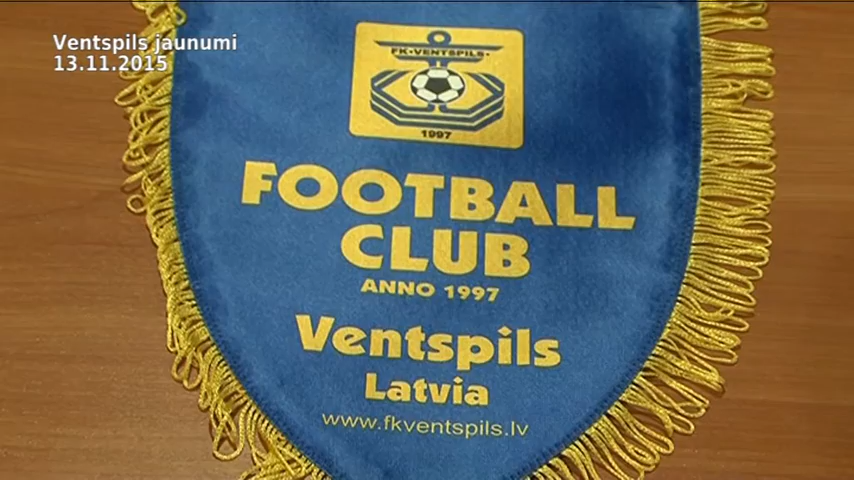 Ventspils jaunumi
13.11.2015
FK·VENTSPILS·
1997
FOOTBALL
CLUB
ANNO 1997
Ventspils
Latvia
www.fkventspils.lv